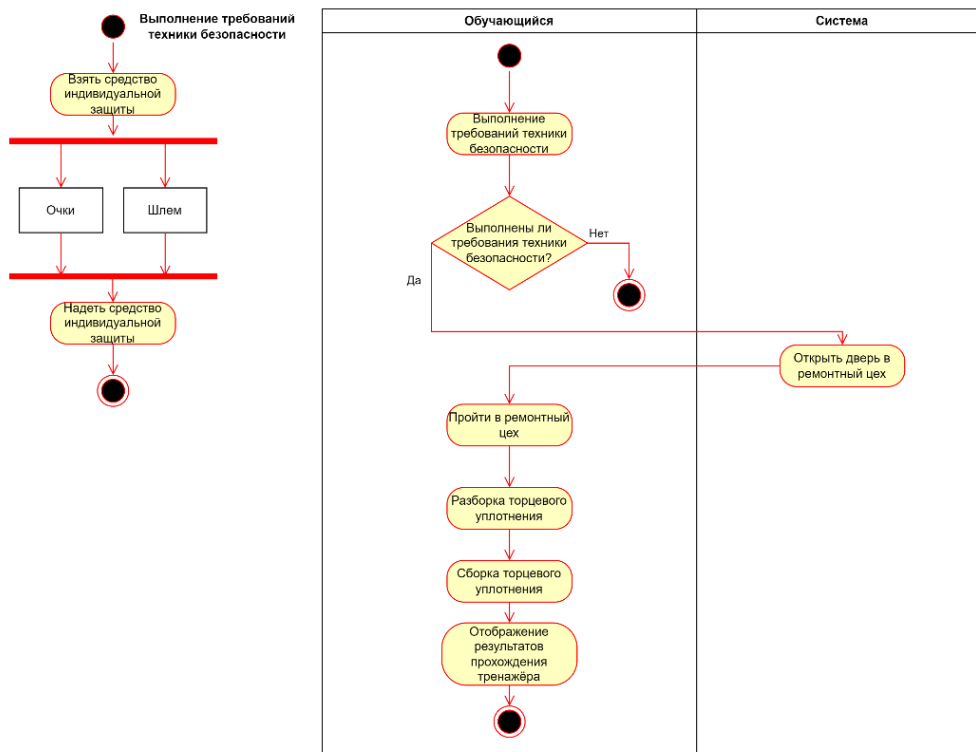 Выполнение требований
техники безопасности
Взять средство
индивидуальной
защиты
Очки
Шлем
Надеть средство
индивидуальной
защиты
Обучающийся
Система
Выполнение
требований техники
безопасности
Выполнены ли
требования техники
безопасности?
Нет
Да
Открыть дверь в
ремонтный цех
Пройти в ремонтный
цех
Разборка торцевого
уплотнения
Сборка торцевого
уплотнения
Отображение
результатов
прохождения
тренажёра